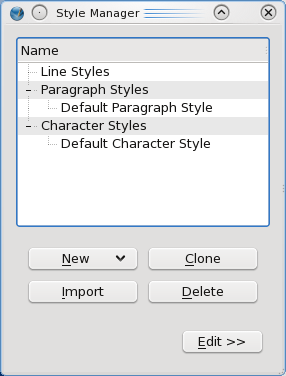 Style Manager
Name
Line Styles
Paragraph Styles
Default Paragraph Style
Character Styles
Default Character Style
New
Clone
Import
Delete
Edit >>